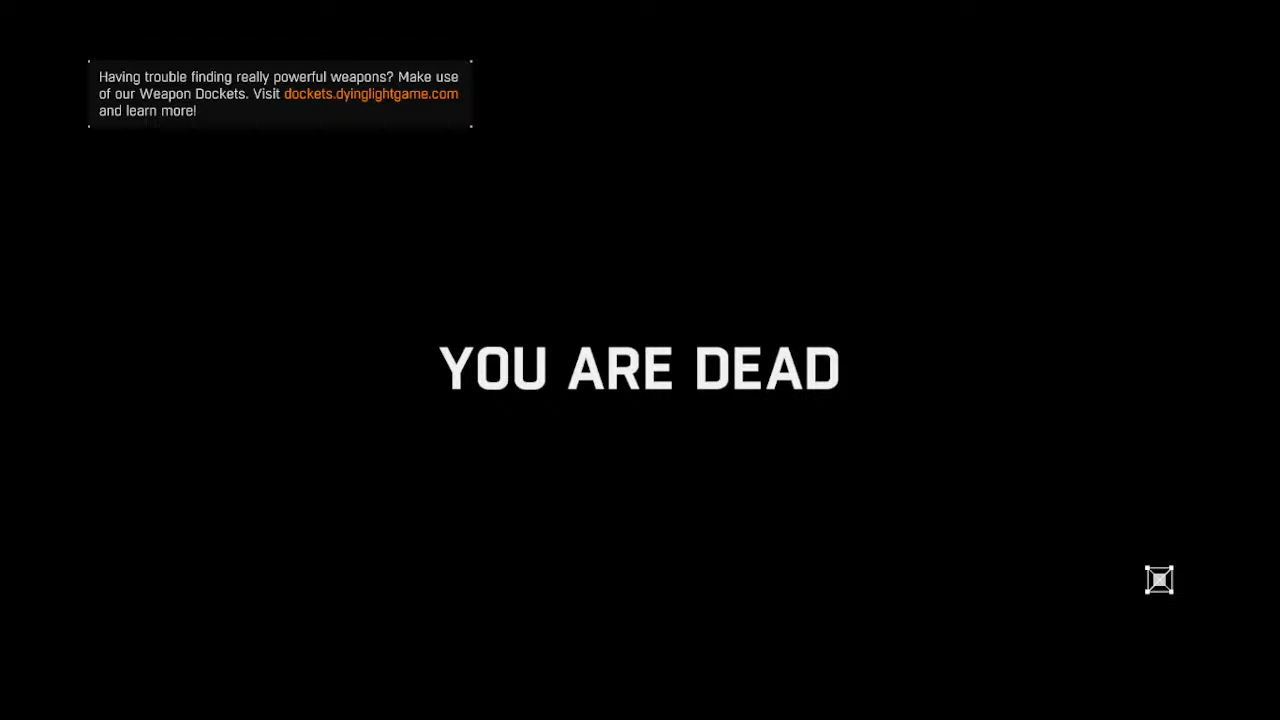 Having trouble finding really powerful weapons? Make use
of our Weapon Dockets. Visit dockets.dyinglightgame.com
and learn more!
YOU ARE DEAD